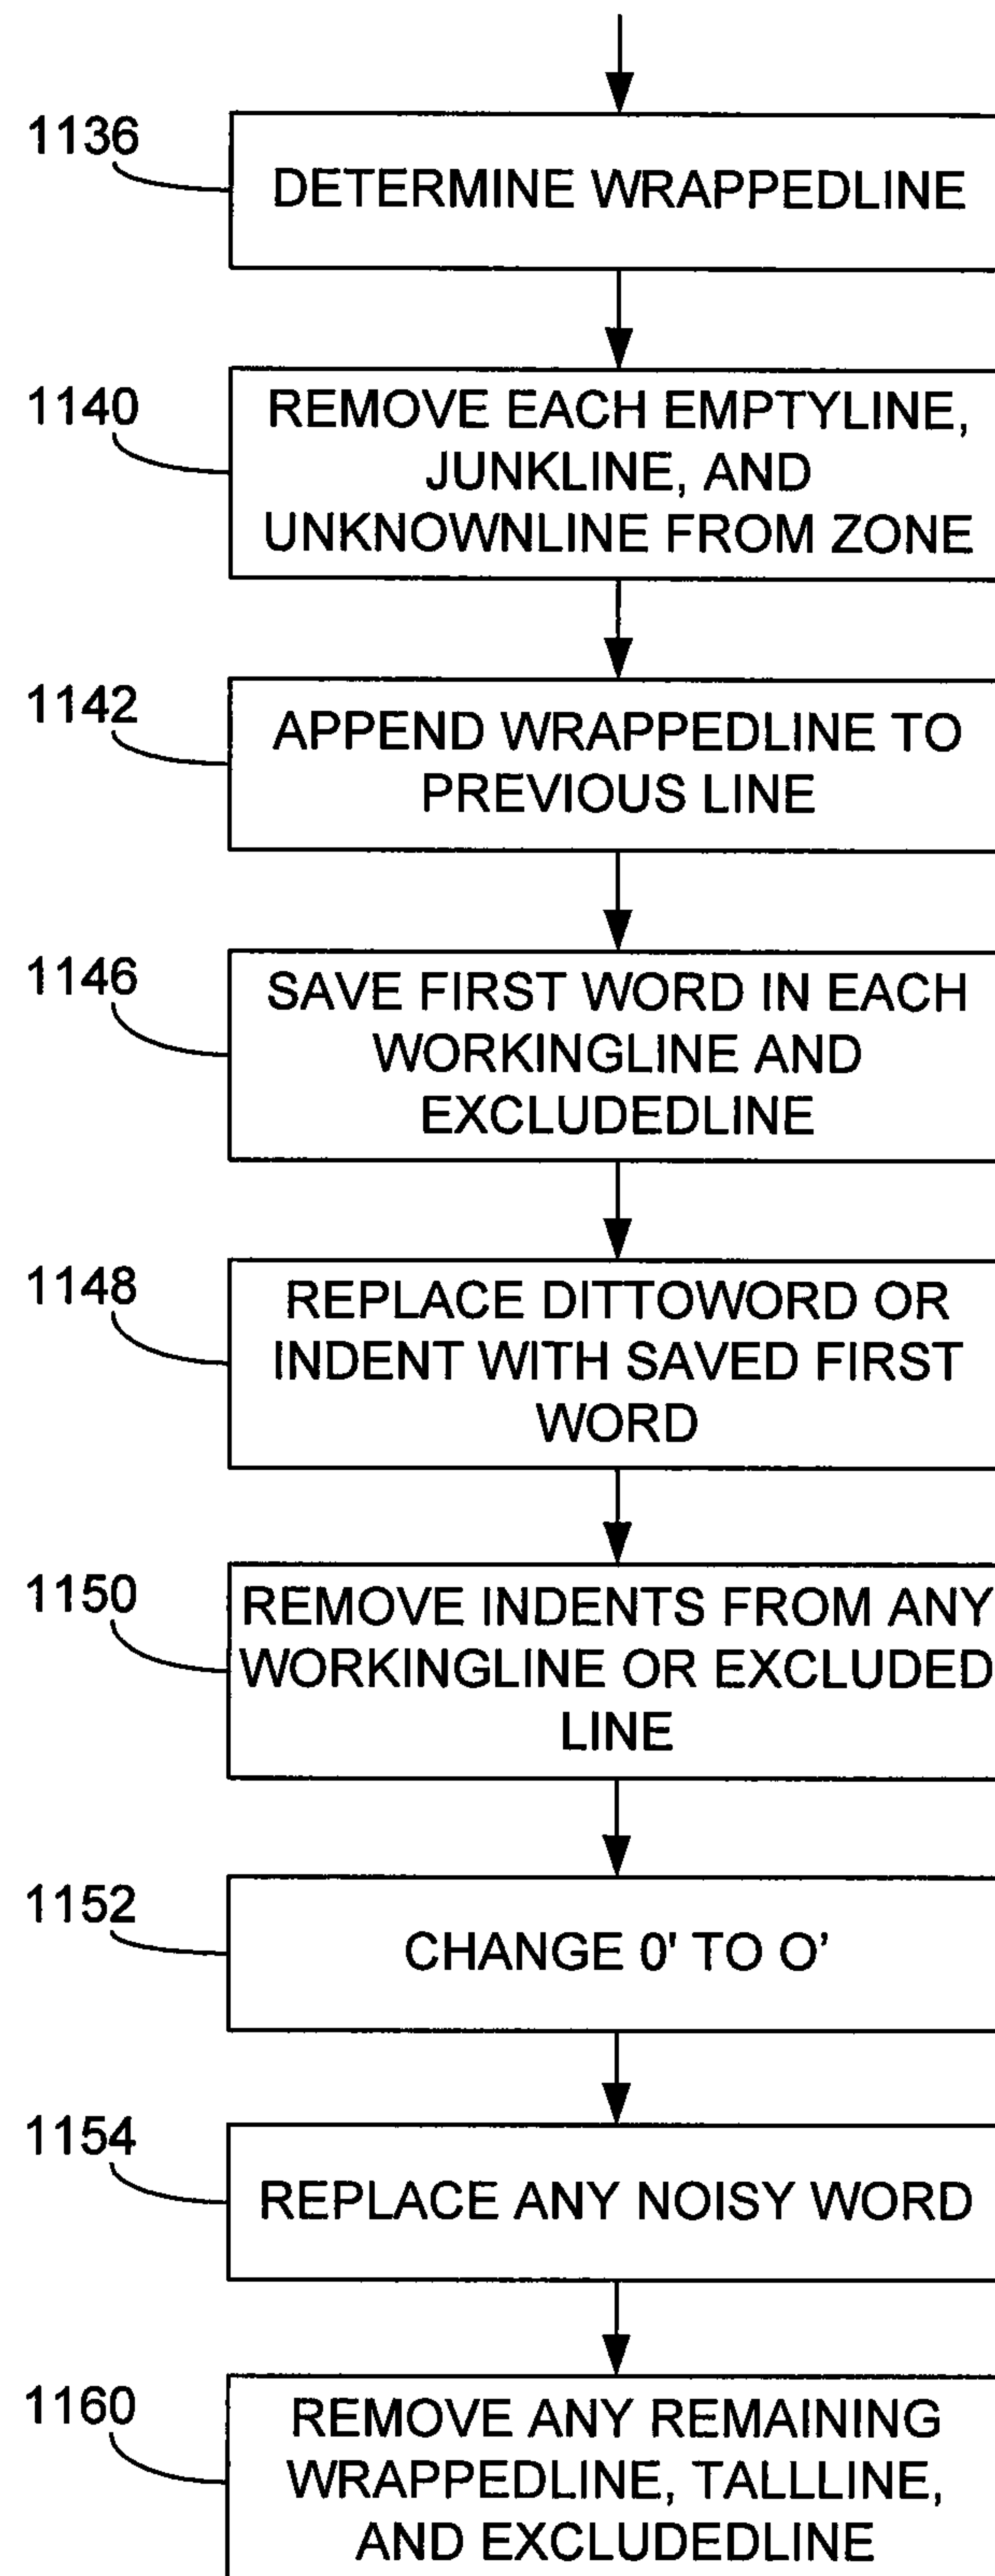 1136
DETERMINE WRAPPEDLINE
1140
REMOVE EACH EMPTYLINE,
JUNKLINE, AND
UNKNOWNLINE FROM ZONE
1142
APPEND WRAPPEDLINE TO
PREVIOUS LINE
1146
SAVE FIRST WORD IN EACH
WORKINGLINE AND
EXCLUDEDLINE
1148
REPLACE DITTOWORD OR
INDENT WITH SAVED FIRST
WORD
1150
REMOVE INDENTS FROM ANY
WORKINGLINE OR EXCLUDED
LINE
1152
CHANGE 0' TO O’
1154
REPLACE ANY NOISY WORD
1160
REMOVE ANY REMAINING
WRAPPEDLINE, TALLLINE,
AND EXCLUDEDLINE